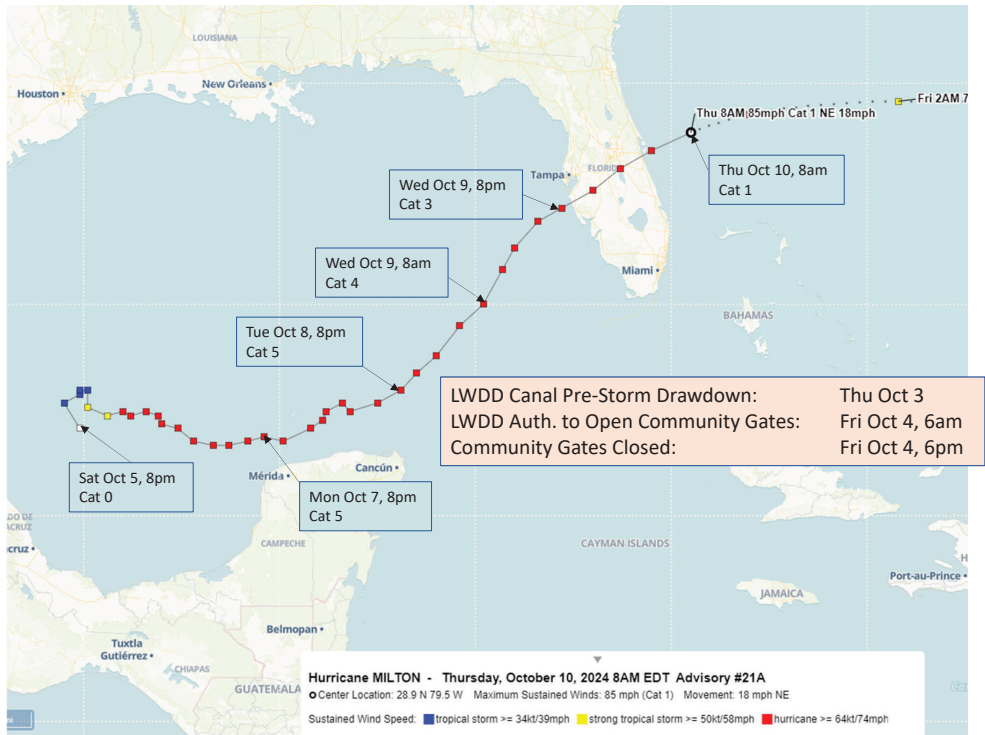 LOUISIANA
New Orleans
Houston
Thu 8AM 85mph Cat 1 NE 18mph
Fri 2AM 7
Thu Oct 10, 8am
Cat 1
FLORID
Tampa
Wed Oct 9, 8pm
Cat 3
Wed Oct 9, 8am
Cat 4
Miami
BAHAMAS
Tue Oct 8, 8pm
Cat 5
LWDD Canal Pre-Storm Drawdown: Thu Oct 3
LWDD Auth. to Open Community Gates: Fri Oct 4, 6am
Community Gates Closed: Fri Oct 4, 6pm
Sat Oct 5, 8pm
Cat 0
Mérida
Cancún
Mon Oct 7, 8pm
Cat 5
DO DE
ACRUZ
cruz
CAMPECHE
CAYMAN ISLANDS
H
Port-au-Prince
JAMAICA
Belmopan
Tuxtla
Gutiérrez
CHIAPAS
GUATEMALA
Hurricane MILTON - Thursday, October 10, 2024 8AM EDT Advisory #21A
Center Location: 28.9 N 79.5 W Maximum Sustained Winds: 85 mph (Cat 1) Movement: 18 mph NE
Sustained Wind Speed: tropical storm >= 34kt/39mph strong tropical storm >= 50kt/58mph hurricane >= 64kt/74mph